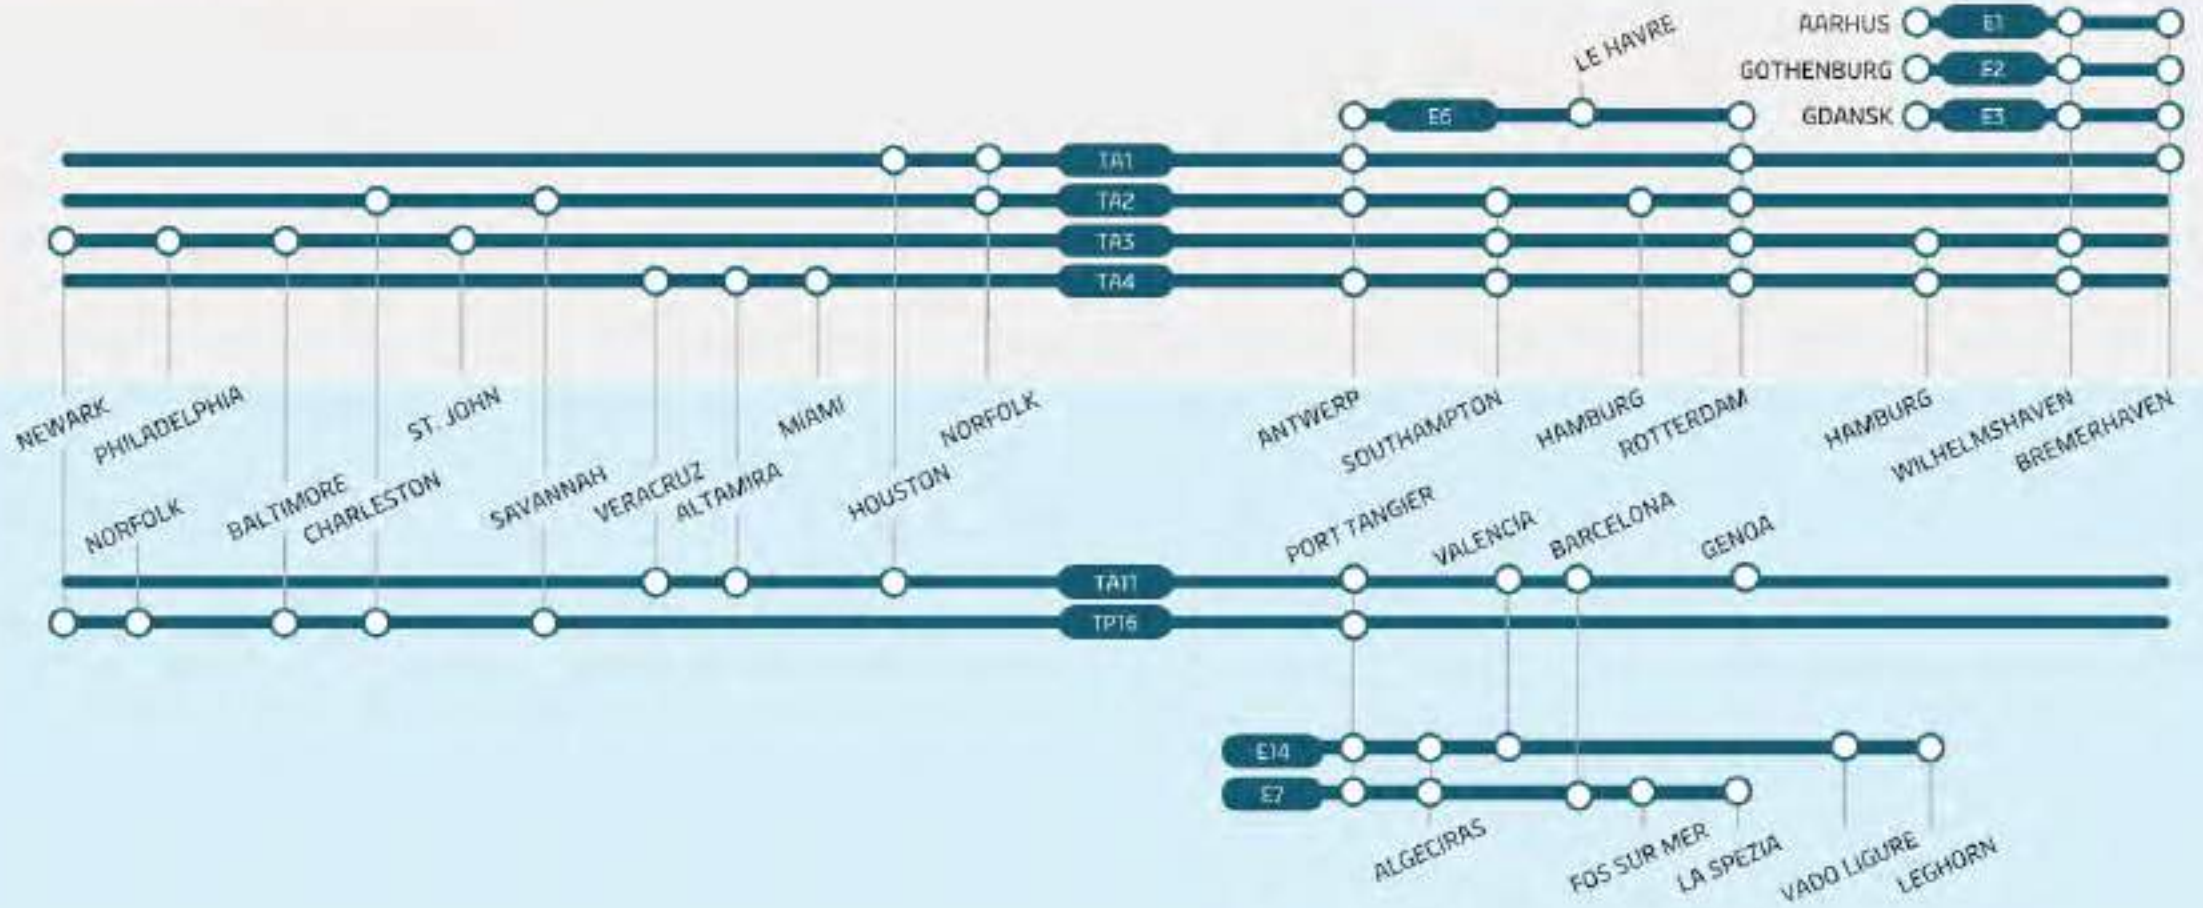 AARHUS E1
LE HAVRE
GOTHENBURG E2
E6
GDANSK E3
TA1
TA2
TA3
TA4
NEWARK
PHILADELPHIA
ST. JOHN
MIAMI
NORFOLK
ANTWERP
SOUTHAMPTON
HAMBURG
ROTTERDAM
HAMBURG
WILHELMSHAVEN
BREMERHAVEN
NORFOLK
BALTIMORE
CHARLESTON
SAVANNAH
VERACRUZ
ALTAMIRA
HOUSTON
PORT TANGIER
VALENCIA
BARCELONA
GENOA
TA11
TP16
E14
E7
ALGECIRAS
FOS SUR MER
LA SPEZIA
VADO LIGURE
LEGHORN